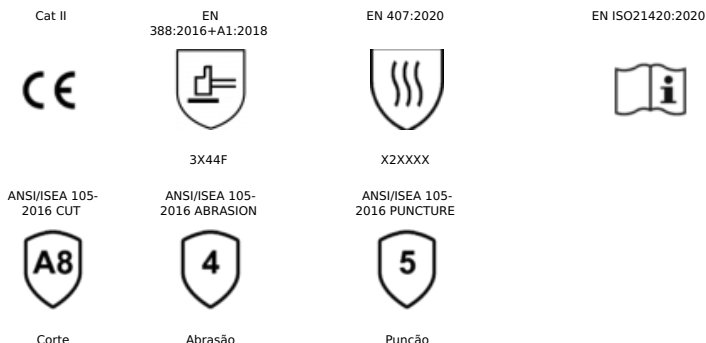 Cat II
EN
388:2016+A1:2018
EN 407:2020
EN ISO21420:2020
CE
i
3X44F
X2XXXX
ANSI/ISEA 105-
2016 CUT
ANSI/ISEA 105-
2016 ABRASION
ANSI/ISEA 105-
2016 PUNCTURE
A8
4
5
Corte
Abrasão
Punção